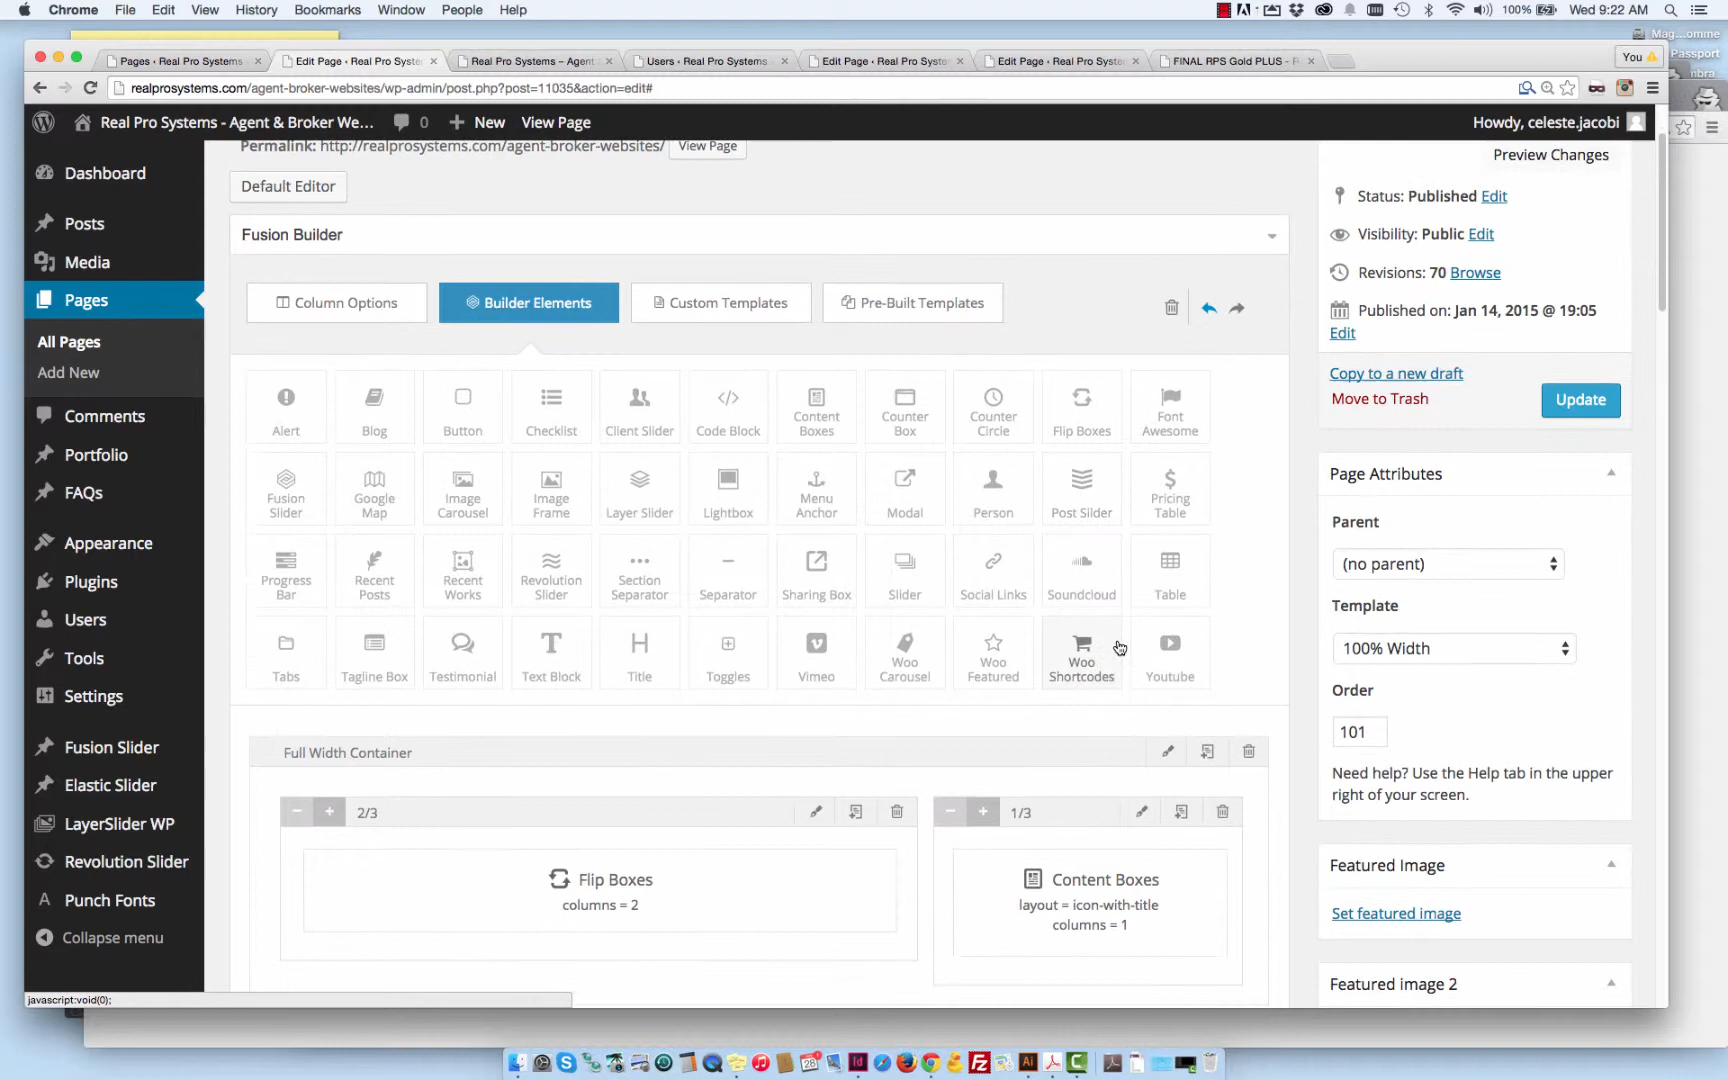 Chrome File Edit View History Bookmarks Window People Help 100% Wed 9:22 AM
Mag...omme
Passport
mbra
Pages ‹ Real Pro Systems Edit Page ‹ Real Pro Syste Real Pro Systems – Agent Users ‹ Real Pro Systems Edit Page ‹ Real Pro System Edit Page ‹ Real Pro System FINAL RPS Gold PLUS - R You
realprosystems.com/agent-broker-websites/wp-admin/post.php?post=11035&action=edit#
Real Pro Systems - Agent & Broker We... 0 New View Page Howdy, celeste.jacobi
Dashboard
Posts
Media
Pages
All Pages
Add New
Comments
Portfolio
FAQs
Appearance
Plugins
Users
Tools
Settings
Fusion Slider
Elastic Slider
LayerSlider WP
Revolution Slider
Punch Fonts
Collapse menu
javascript:void(0);
Permalink: http://realprosystems.com/agent-broker-websites/ View Page
Default Editor
Fusion Builder
Column Options Builder Elements Custom Templates Pre-Built Templates
Alert Blog Button Checklist Client Slider Code Block Content Boxes Counter Box Counter Circle Flip Boxes Font Awesome
Fusion Slider Google Map Image Carousel Image Frame Layer Slider Lightbox Menu Anchor Modal Person Post Slider Pricing Table
Progress Bar Recent Posts Recent Works Revolution Slider Section Separator Separator Sharing Box Slider Social Links Soundcloud Table
Tabs Tagline Box Testimonial Text Block Title Toggles Vimeo Woo Carousel Woo Featured Woo Shortcodes Youtube
Full Width Container
2/3 1/3
Flip Boxes
columns = 2
Content Boxes
layout = icon-with-title
columns = 1
Preview Changes
Status: Published Edit
Visibility: Public Edit
Revisions: 70 Browse
Published on: Jan 14, 2015 @ 19:05
Edit
Copy to a new draft
Move to Trash
Update
Page Attributes
Parent
(no parent)
Template
100% Width
Order
101
Need help? Use the Help tab in the upper
right of your screen.
Featured Image
Set featured image
Featured image 2